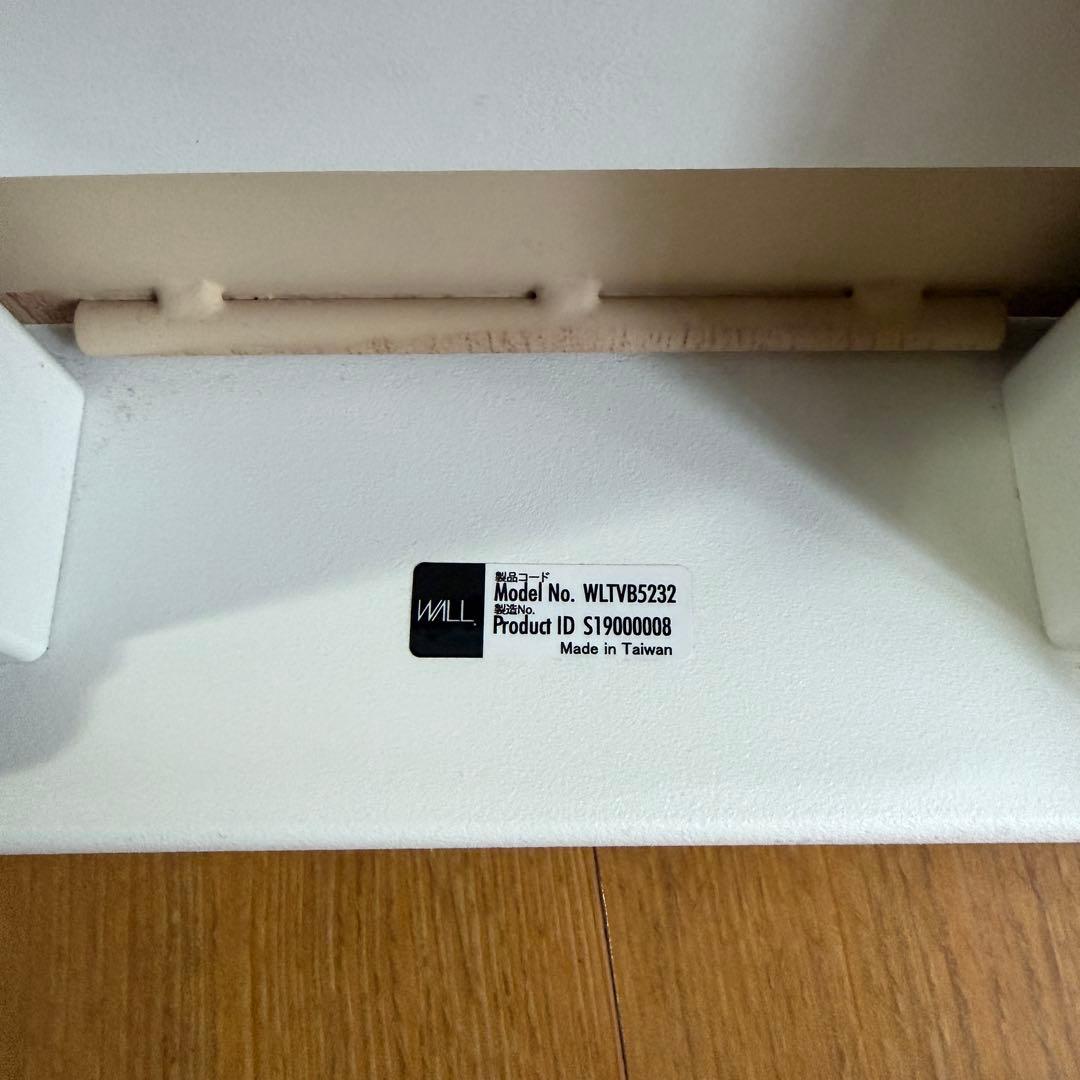 WALL
製品コード
Model No. WLTVB5232
製造No.
Product ID S19000008
Made in Taiwan